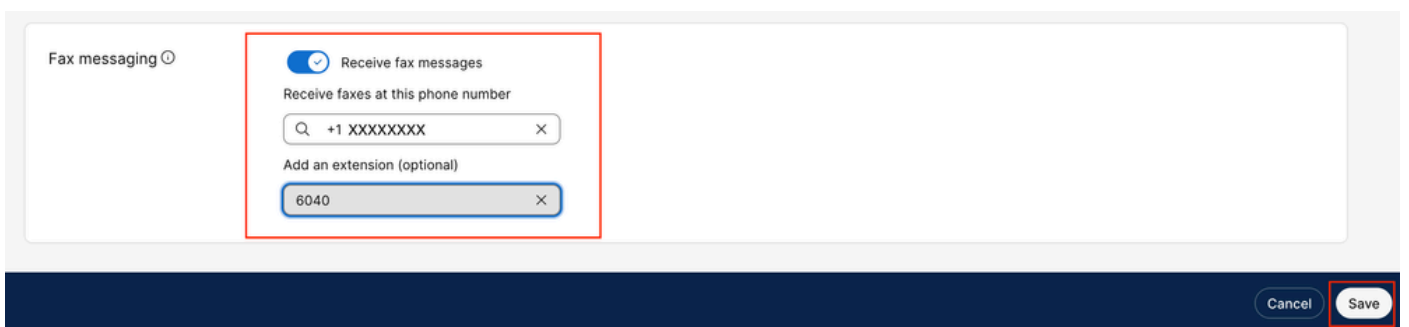 Fax messaging
Receive fax messages
Receive faxes at this phone number
+1 XXXXXXXX
Add an extension (optional)
6040
Cancel Save